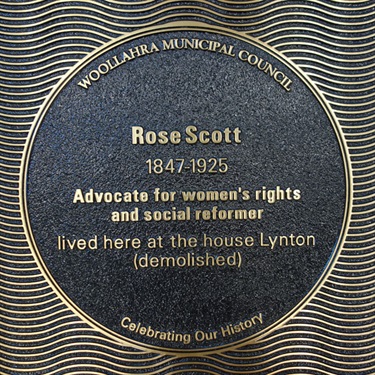 WOOLLAHRA MUNICIPAL COUNCIL
Rose Scott
1847-1925
Advocate for women's rights
and social reformer
lived here at the house Lynton
(demolished)
Celebrating Our History